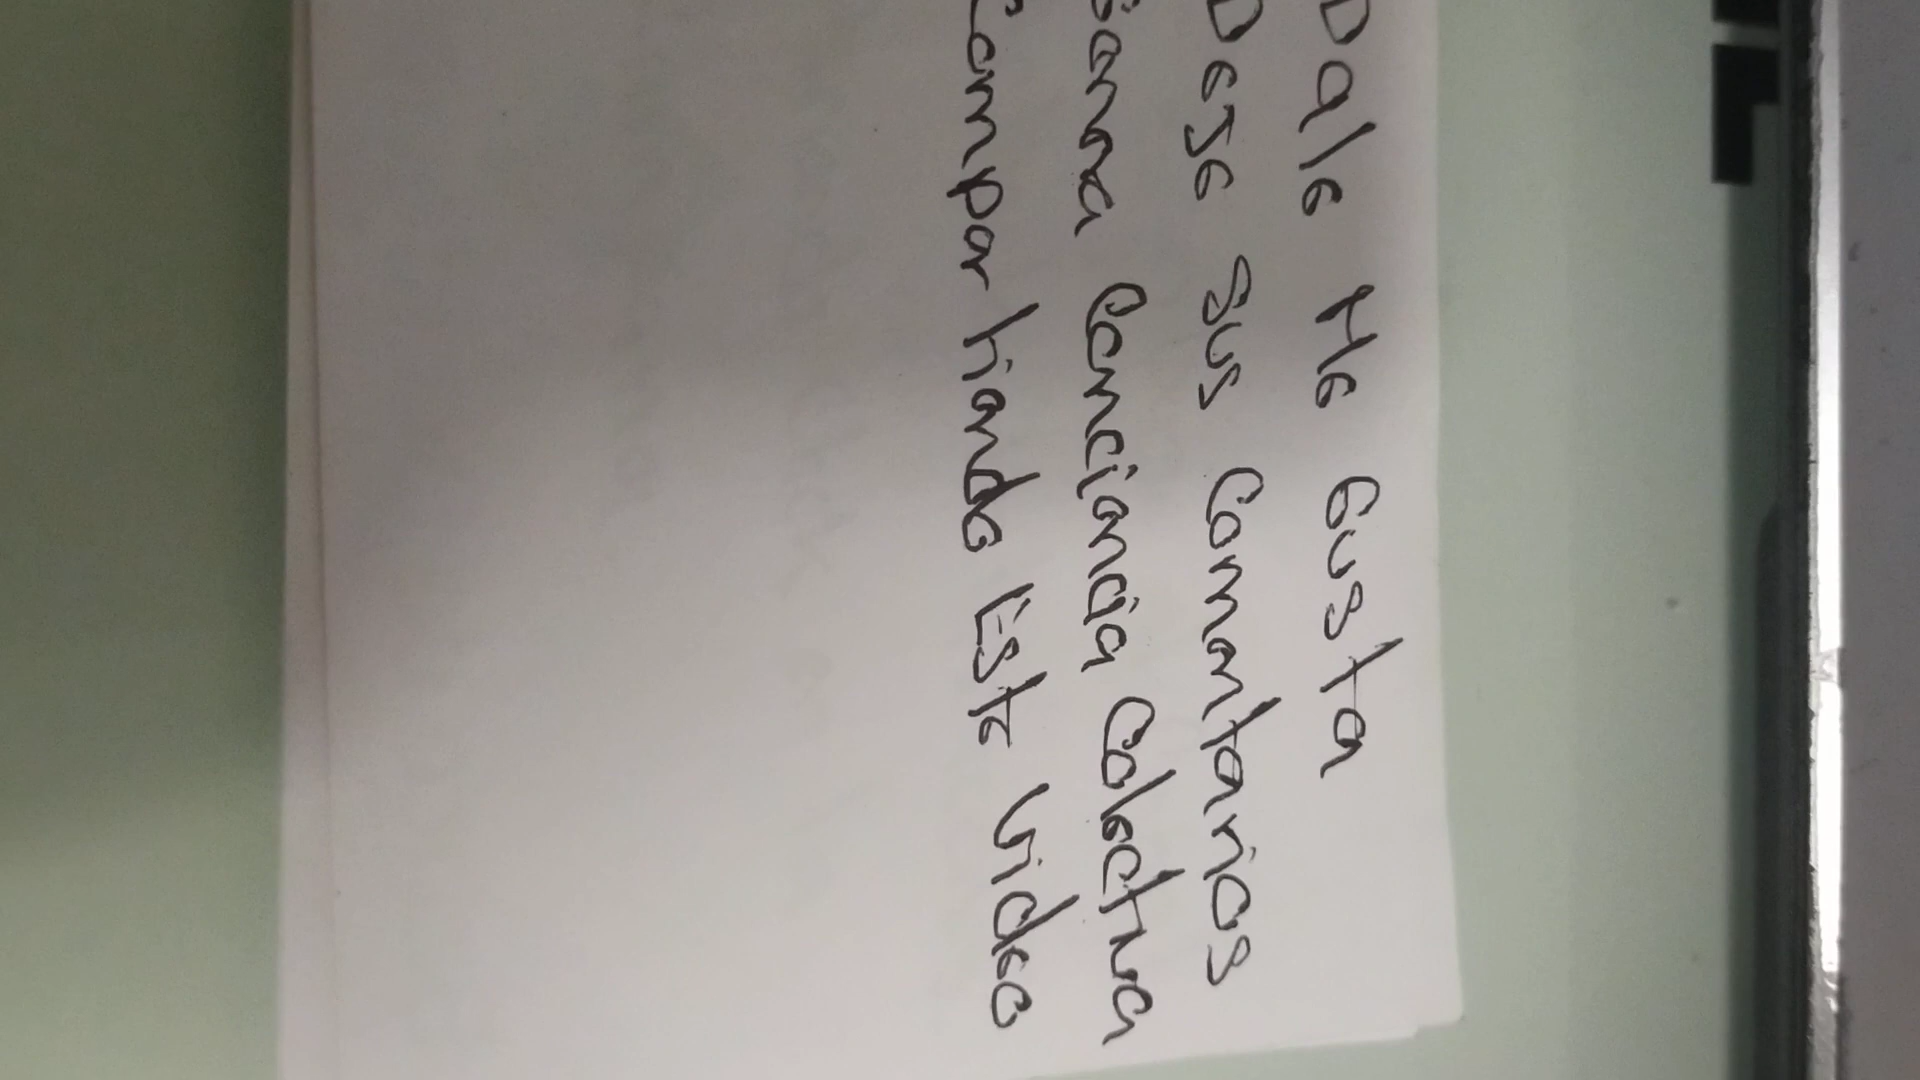 Dale Me Gusta
Deje sus Comentarios
Conciencia Colectiva
Compartiendo Este Video